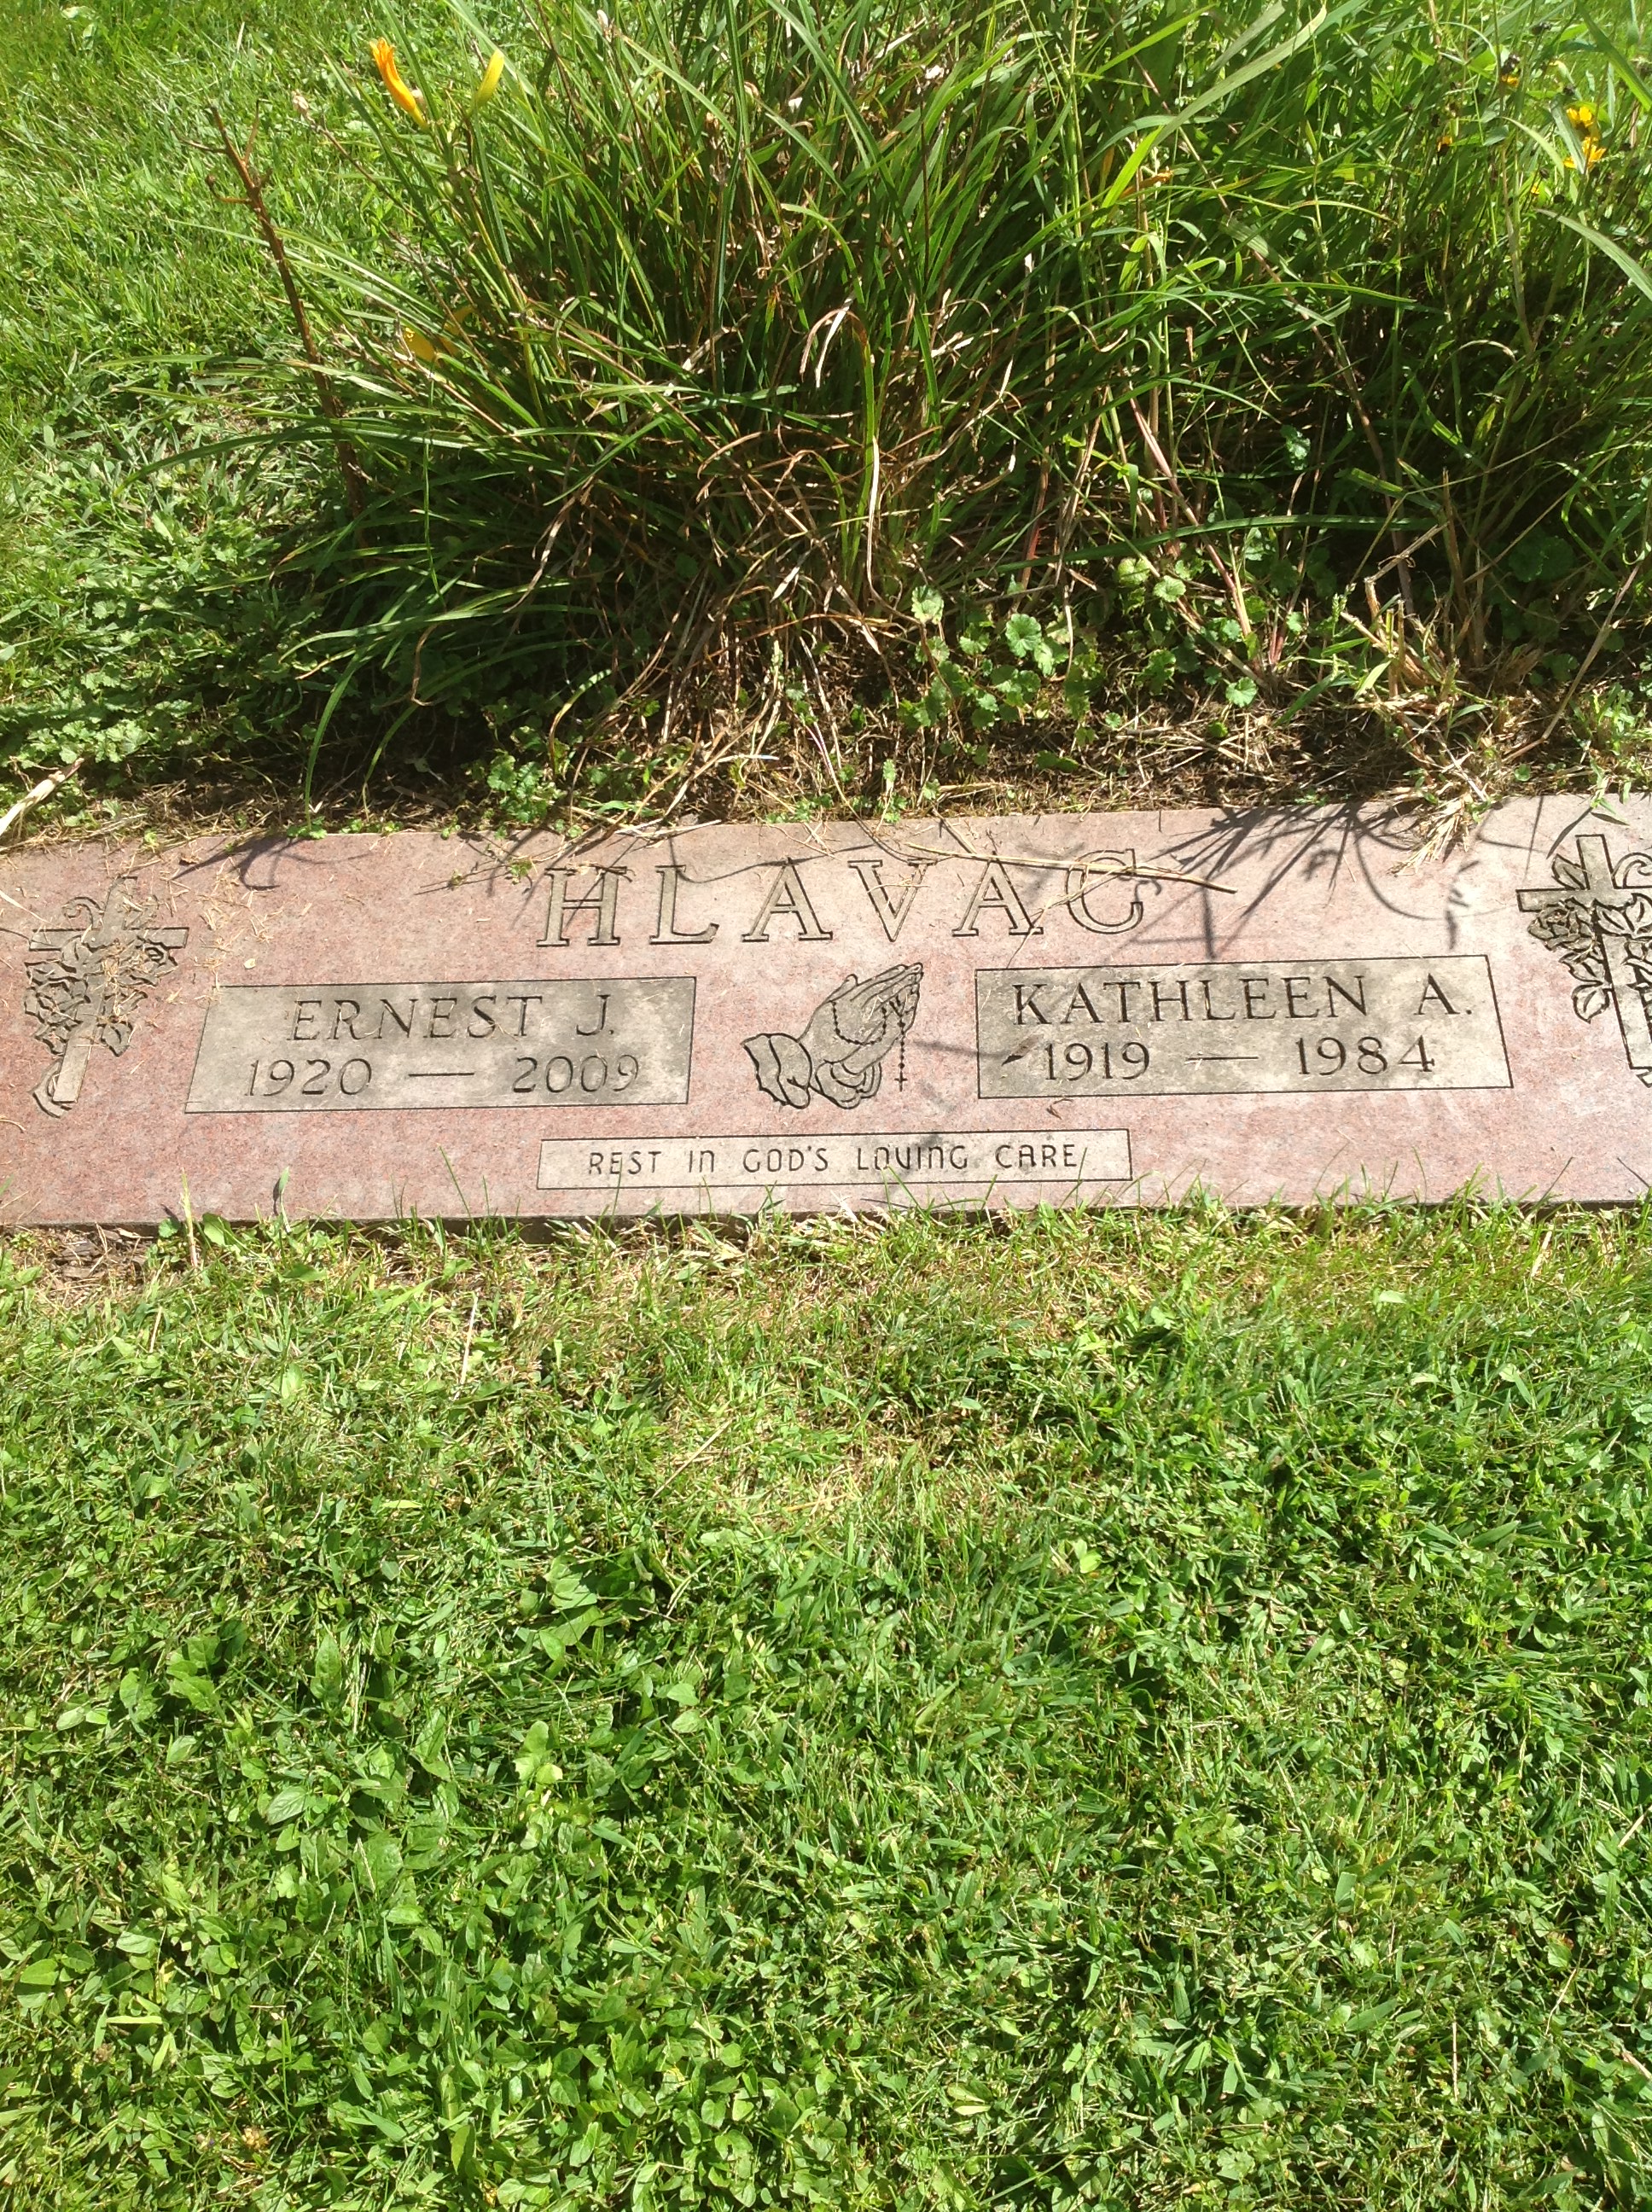 HLAVAC
ERNEST J.
1920 — 2009
KATHLEEN A.
1919 — 1984
REST IN GOD'S LOVING CARE